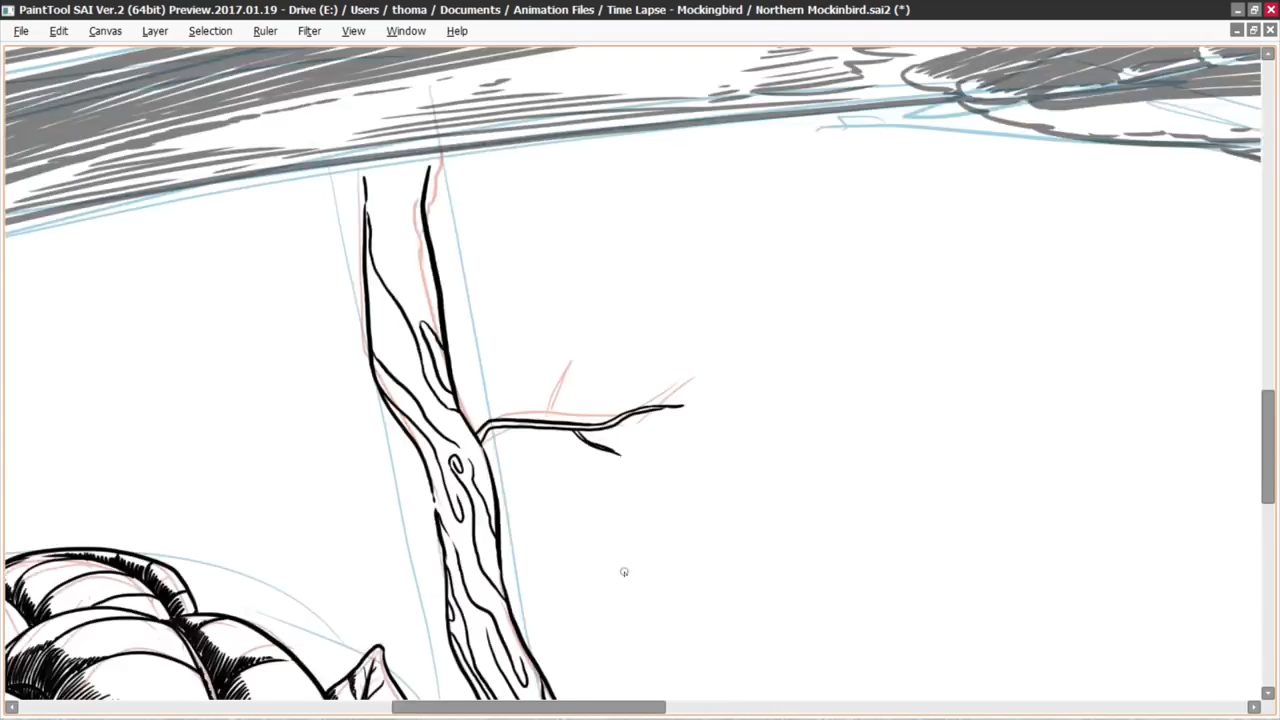 PaintTool SAI Ver.2 (64bit) Preview.2017.01.19 - Drive (E:) / Users / thoma / Documents / Animation Files / Time Lapse - Mockingbird / Northern Mockinbird.sai2 (*)
File Edit Canvas Layer Selection Ruler Filter View Window Help